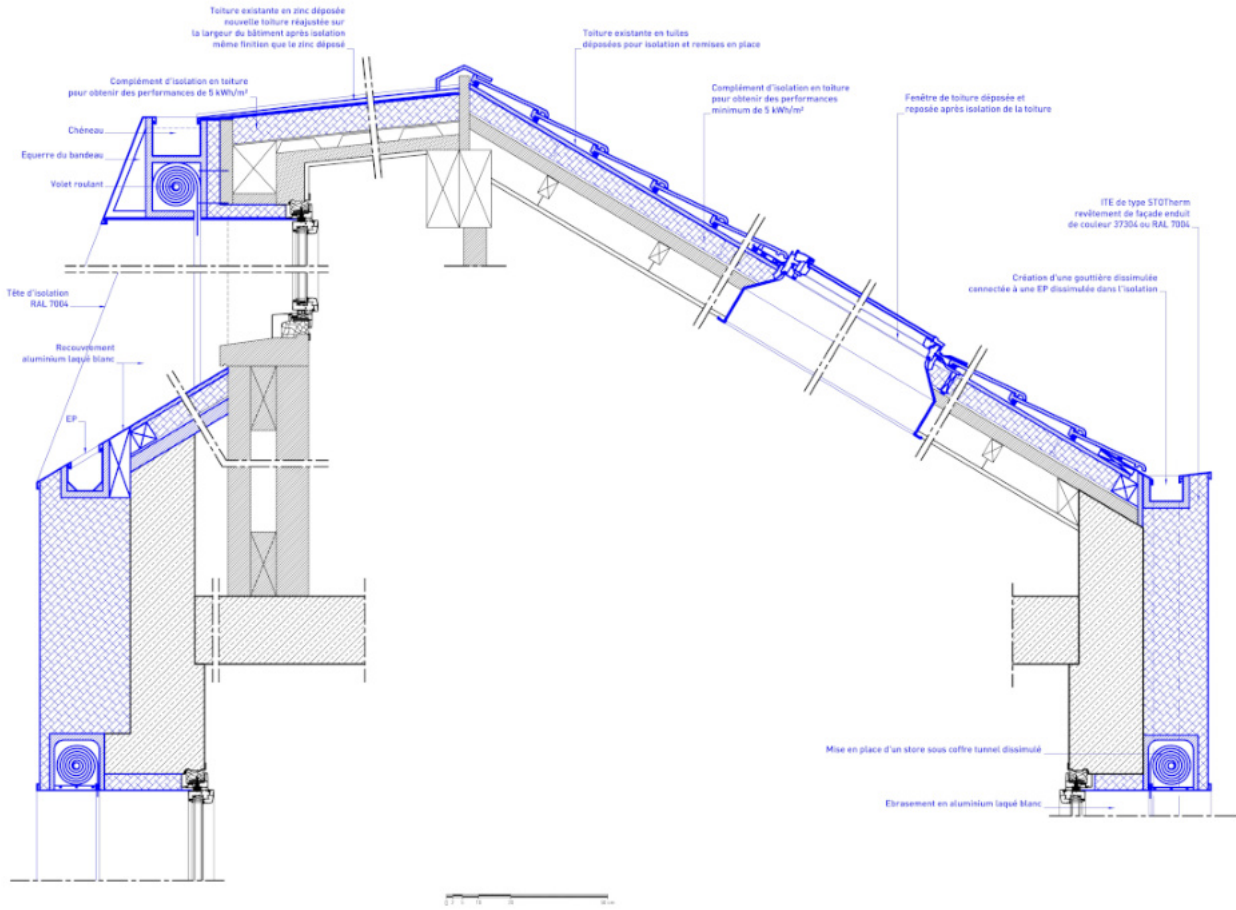 Toiture existante en zinc déposée
nouvelle toiture réajustée sur
la largeur du bâtiment après isolation
même finition que le zinc déposé
Complément d'isolation en toiture
pour obtenir des performances de 5 kWh/m²
Chéneau
Equerre du bandeau
Volet roulant
Toiture existante en tuiles
déposées pour isolation et remises en place
Complément d'isolation en toiture
pour obtenir des performances
minimum de 5 kWh/m²
Fenêtre de toiture déposée et
reposée après isolation de la toiture
ITE de type STOTherm
revêtement de façade enduit
de couleur 37304 ou RAL 7004
Création d'une gouttière dissimulée
connectée à une EP dissimulée dans l'isolation
Tête d'isolation
RAL 7004
Recouvrement
aluminium laqué blanc
EP
Mise en place d'un store sous coffre tunnel dissimulé
Ebrasement en aluminium laqué blanc